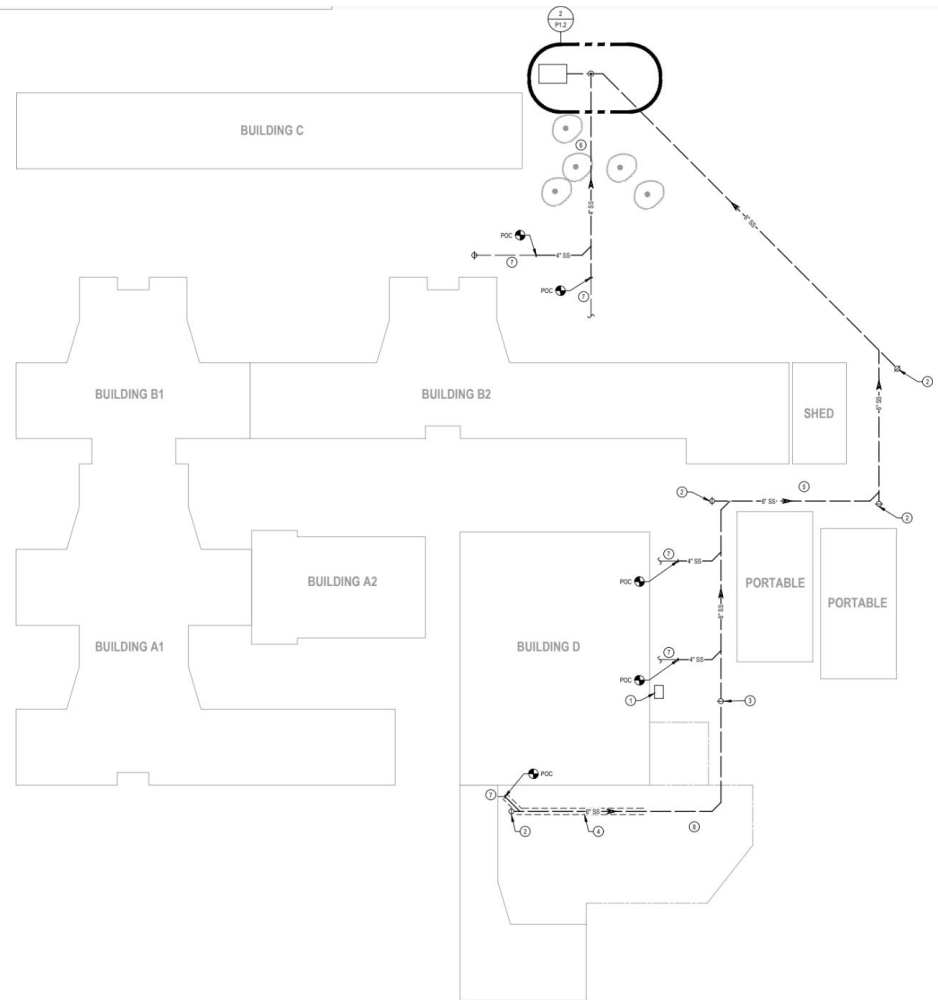 2
P1.2
BUILDING C
6
4" SS
6" SS
POC
7
4" SS
POC
7
BUILDING B1
BUILDING B2
SHED
2
6" SS
2
6" SS
5
2
7
4" SS
POC
BUILDING A2
PORTABLE
PORTABLE
6" SS
BUILDING A1
BUILDING D
7
4" SS
POC
1
3
POC
7
6" SS
2
4
8